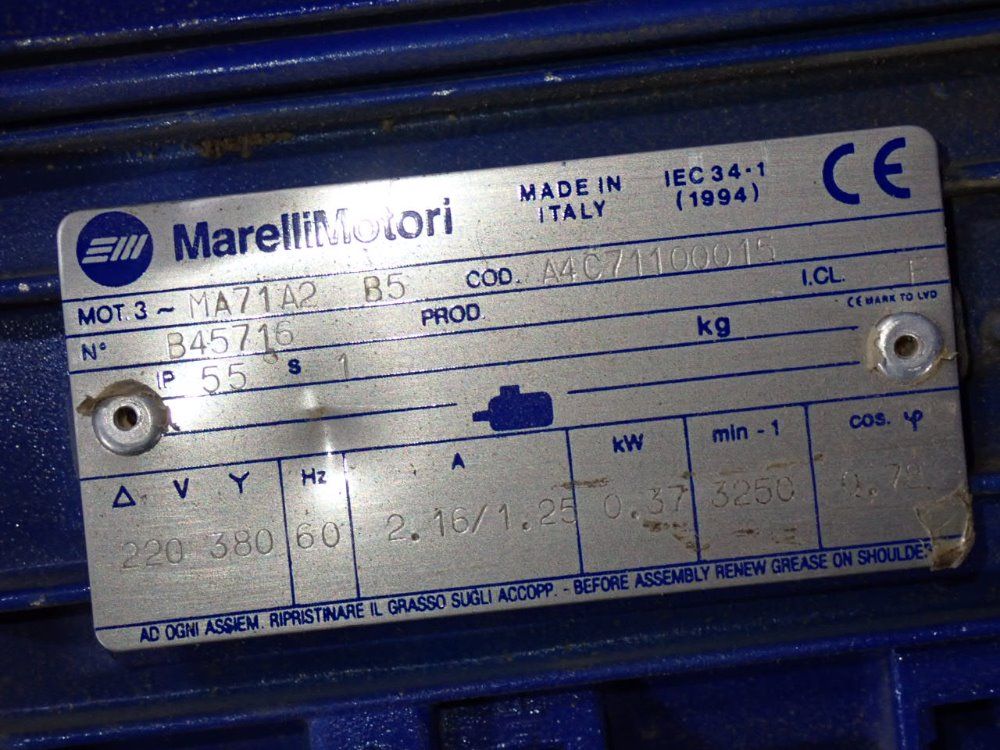 MarelliMotori MADE IN ITALY IEC 34-1 (1994) CE
MOT. 3 ~ MA71A2 B5 COD. A4C71100015 I.CL. F
N° B45716 PROD. CE MARK TO LVD
IP 55 S 1 kg
Δ V Y Hz A kW min - 1 cos. φ
220 380 60 2.16/1.25 0.37 3250
AD OGNI ASSIEM. RIPRISTINARE IL GRASSO SUGLI ACCOPP. - BEFORE ASSEMBLY RENEW GREASE ON